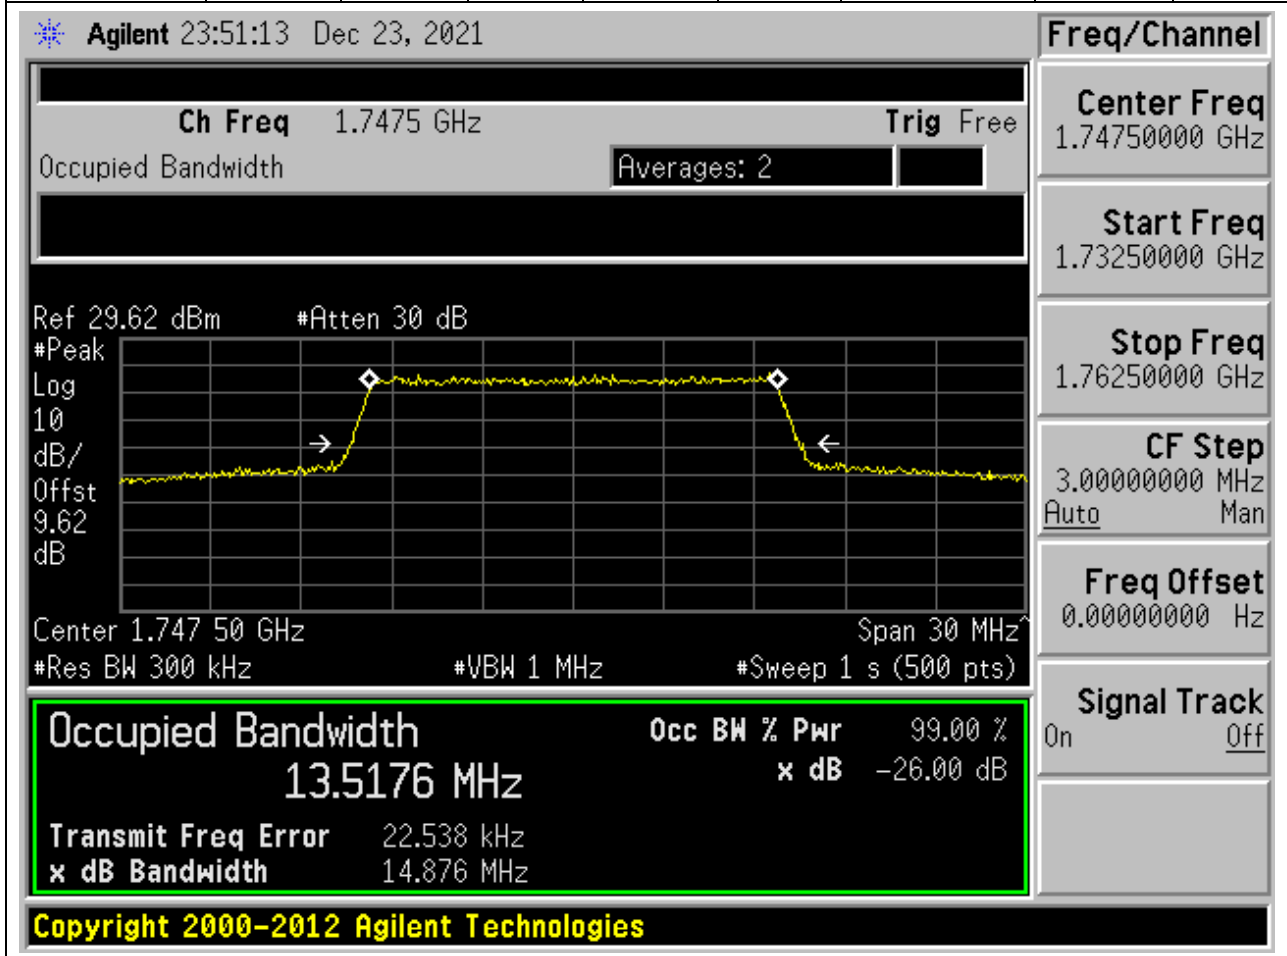 Agilent 23:51:13 Dec 23, 2021
Freq/Channel
Ch Freq 1.7475 GHz Trig Free
Occupied Bandwidth Averages: 2
Center Freq
1.74750000 GHz
Start Freq
1.73250000 GHz
Stop Freq
1.76250000 GHz
CF Step
3.00000000 MHz
Auto Man
Freq Offset
0.00000000 Hz
Signal Track
On Off
Ref 29.62 dBm #Atten 30 dB
#Peak
Log
10
dB/
Offst
9.62
dB
Center 1.747 50 GHz Span 30 MHz^
#Res BW 300 kHz #VBW 1 MHz #Sweep 1 s (500 pts)
Occupied Bandwidth Occ BW % Pwr 99.00 %
13.5176 MHz x dB -26.00 dB
Transmit Freq Error 22.538 kHz
x dB Bandwidth 14.876 MHz
Copyright 2000-2012 Agilent Technologies